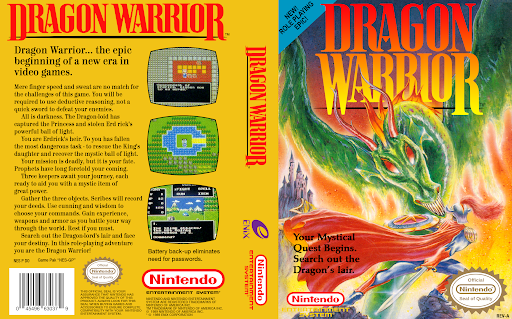 DRAGON WARRIOR
Dragon Warrior... the epic
beginning of a new era in
video games.
Mere finger speed and sweat are no match for
the challenges of this game. You will be
required to use deductive reasoning, not a
quick sword to defeat your enemies.
All is darkness. The Dragonlord has
captured the Princess and stolen Erdrick's
powerful ball of light.
You are Erdrick's heir. To you has fallen
the most dangerous task - to rescue the King's
daughter and recover the mystic ball of light.
Your mission is deadly, but it is your fate.
Prophets have long foretold your coming.
Three keepers await your journey, each
ready to aid you with a mystic item of
great power.
Gather the three objects. Scribes will record
your deeds. Use cunning and wisdom to
choose your commands. Gain experience,
weapons and armor as you battle your way
through the world. Rest if you must.
Search out the Dragonlord's lair and face
your destiny. In this role-playing adventure
you are the Dragon Warrior!
Battery back-up eliminates
need for passwords.
Nintendo
ENTERTAINMENT SYSTEM
DRAGON WARRIOR
ENIX
Nintendo
NEW!
ROLE PLAYING
EPIC!
DRAGON
WARRIOR
Your Mystical
Quest Begins.
Search out the
Dragon's lair.
Nintendo
ENTERTAINMENT
SYSTEM
Official
Nintendo
Seal of Quality
REV-A